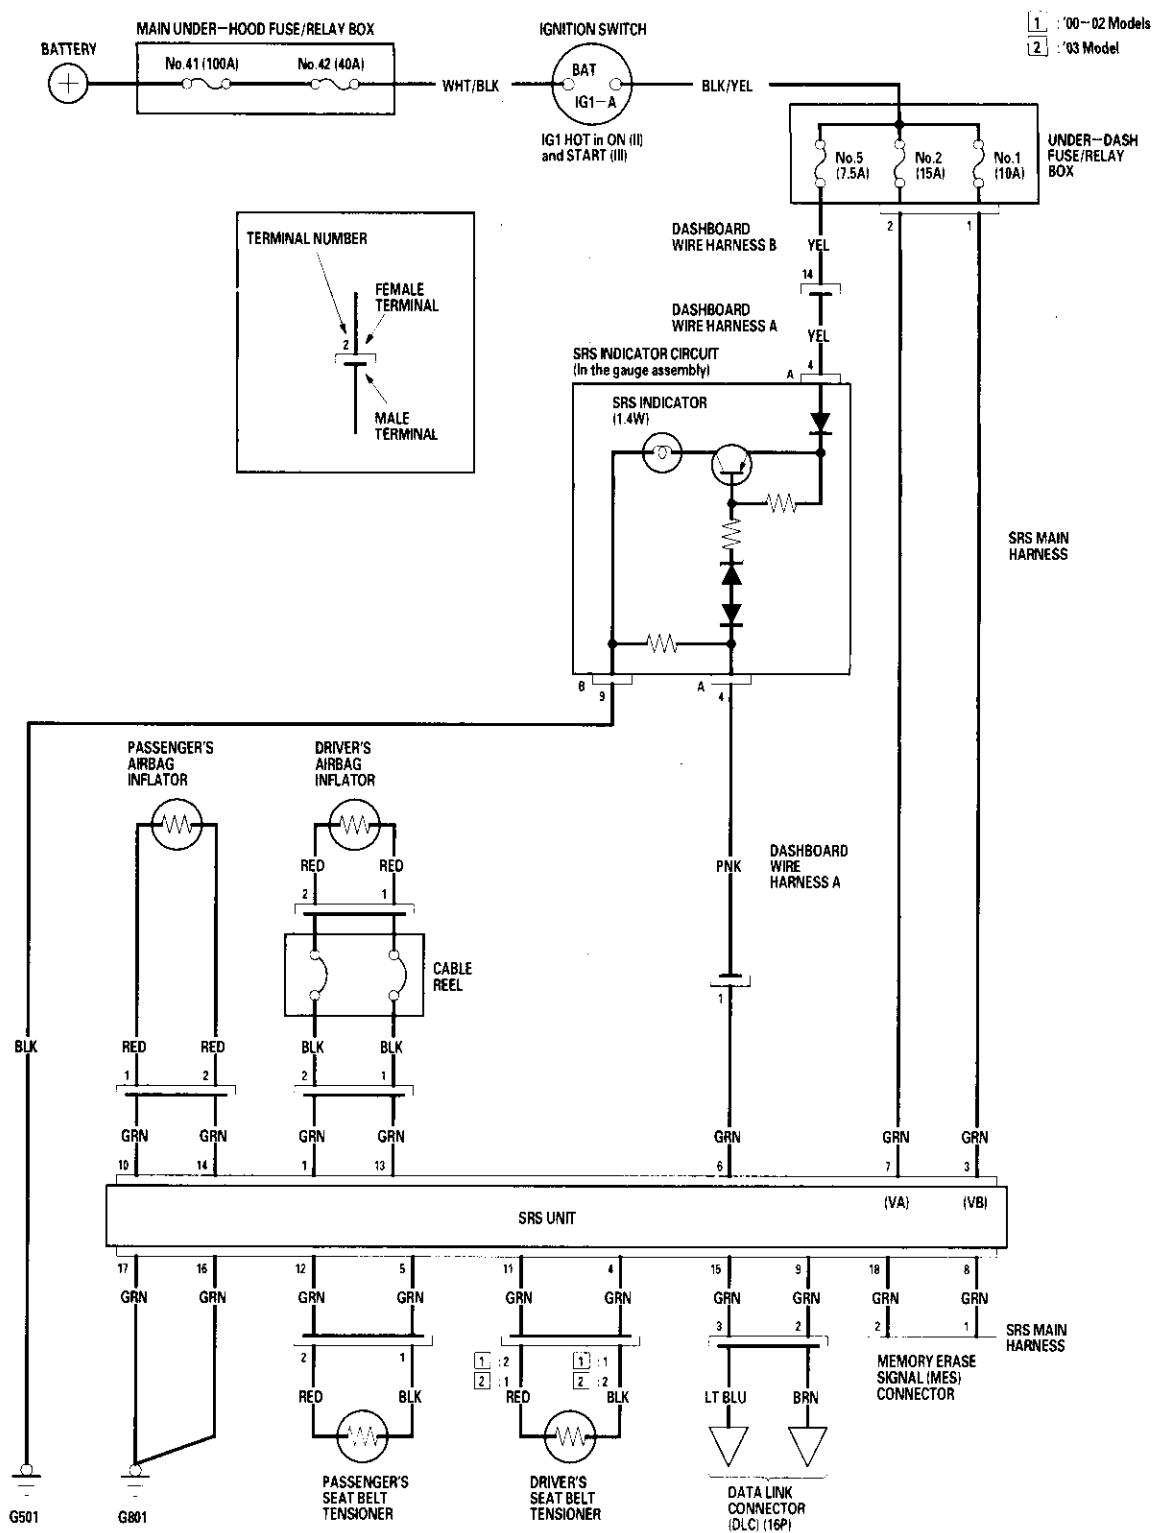 1 : '00-02 Models
2 : '03 Model
MAIN UNDER-HOOD FUSE/RELAY BOX
IGNITION SWITCH
BATTERY
No.41 (100A)
No.42 (40A)
BAT
IG1-A
WHT/BLK
BLK/YEL
IG1 HOT in ON (II)
and START (III)
UNDER-DASH
FUSE/RELAY
BOX
No.5
(7.5A)
No.2
(15A)
No.1
(10A)
2
1
TERMINAL NUMBER
FEMALE
TERMINAL
2
MALE
TERMINAL
DASHBOARD
WIRE HARNESS B
YEL
14
DASHBOARD
WIRE HARNESS A
YEL
SRS INDICATOR CIRCUIT
(In the gauge assembly)
A
4
SRS INDICATOR
(1.4W)
SRS MAIN
HARNESS
B
9
A
4
PASSENGER'S
AIRBAG
INFLATOR
DRIVER'S
AIRBAG
INFLATOR
RED
RED
2
1
PNK
DASHBOARD
WIRE
HARNESS A
CABLE
REEL
1
BLK
RED
RED
BLK
BLK
1
2
2
1
GRN
GRN
GRN
GRN
GRN
GRN
GRN
10
14
1
13
6
7
3
SRS UNIT
(VA)
(VB)
17
16
12
5
11
4
15
9
18
8
GRN
GRN
GRN
GRN
GRN
GRN
GRN
GRN
GRN
GRN
3
2
2
1
SRS MAIN
HARNESS
2
1
1 :2
2 :1
1 :1
2 :2
MEMORY ERASE
SIGNAL (MES)
CONNECTOR
RED
BLK
RED
BLK
LT BLU
BRN
PASSENGER'S
SEAT BELT
TENSIONER
DRIVER'S
SEAT BELT
TENSIONER
DATA LINK
CONNECTOR
(DLC) (16P)
G501
G801